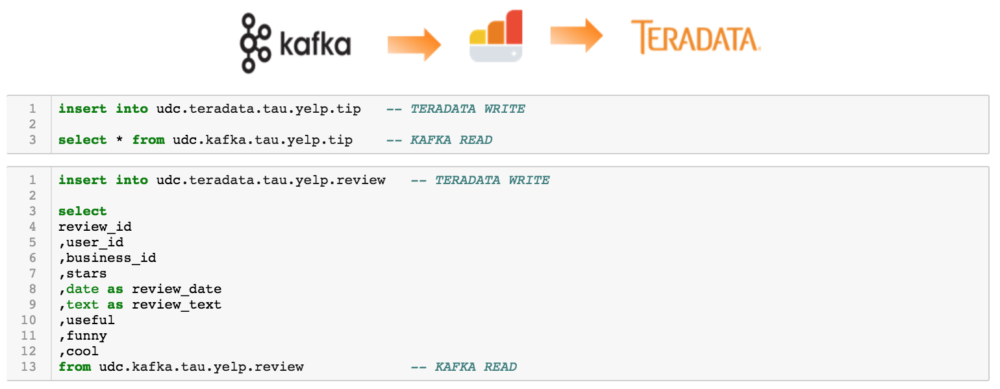 kafka
TERADATA.
1 insert into udc.teradata.tau.yelp.tip -- TERADATA WRITE
2
3 select * from udc.kafka.tau.yelp.tip -- KAFKA READ
1 insert into udc.teradata.tau.yelp.review -- TERADATA WRITE
2
3 select
4 review_id
5 ,user_id
6 ,business_id
7 ,stars
8 ,date as review_date
9 ,text as review_text
10 ,useful
11 ,funny
12 ,cool
13 from udc.kafka.tau.yelp.review -- KAFKA READ